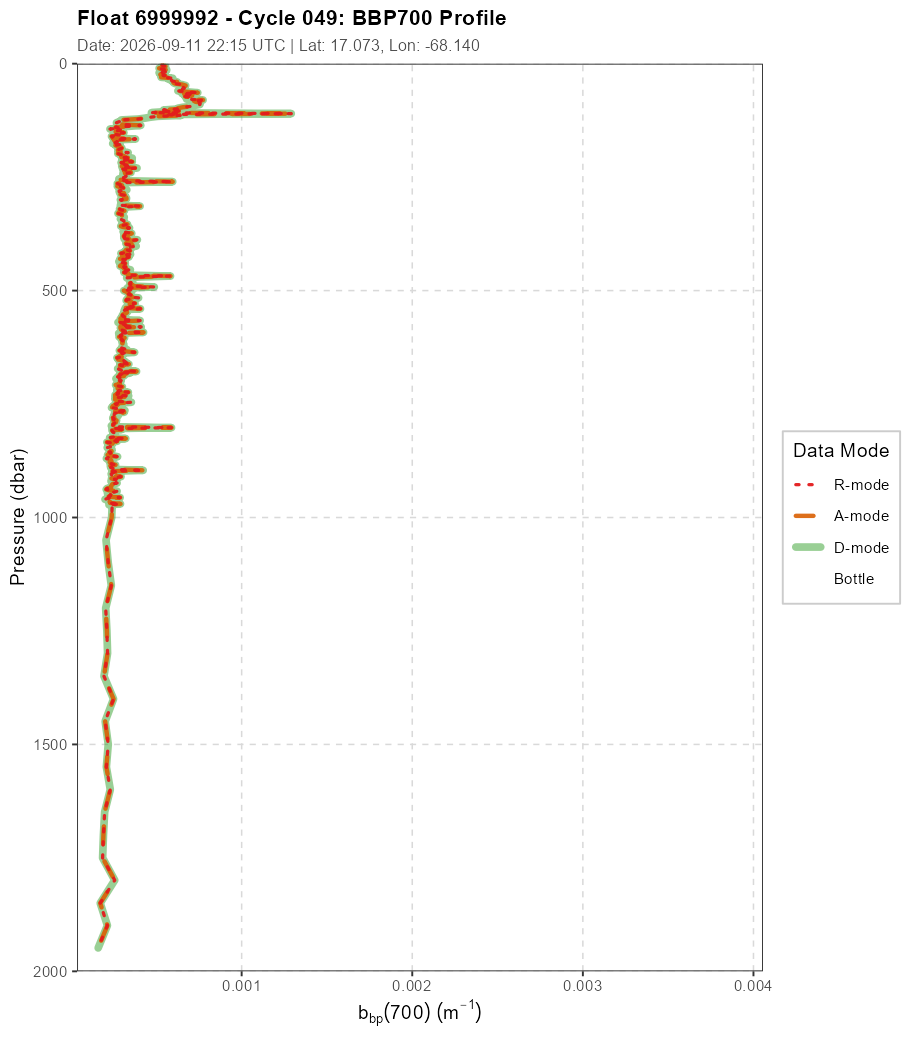 Float 6999992 - Cycle 049: BBP700 Profile
Date: 2026-09-11 22:15 UTC | Lat: 17.073, Lon: -68.140
0
500
1000
1500
2000
Pressure (dbar)
0.001
0.002
0.003
0.004
b_bp(700) (m⁻¹)
Data Mode
R-mode
A-mode
D-mode
Bottle